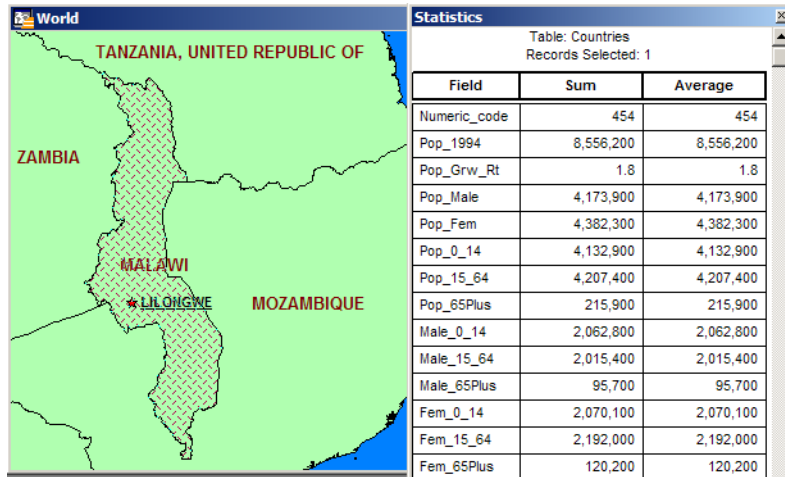 World
TANZANIA, UNITED REPUBLIC OF
ZAMBIA
MALAWI
LILONGWE
MOZAMBIQUE
Statistics
Table: Countries
Records Selected: 1
Field Sum Average
Numeric_code 454 454
Pop_1994 8,556,200 8,556,200
Pop_Grw_Rt 1.8 1.8
Pop_Male 4,173,900 4,173,900
Pop_Fem 4,382,300 4,382,300
Pop_0_14 4,132,900 4,132,900
Pop_15_64 4,207,400 4,207,400
Pop_65Plus 215,900 215,900
Male_0_14 2,062,800 2,062,800
Male_15_64 2,015,400 2,015,400
Male_65Plus 95,700 95,700
Fem_0_14 2,070,100 2,070,100
Fem_15_64 2,192,000 2,192,000
Fem_65Plus 120,200 120,200